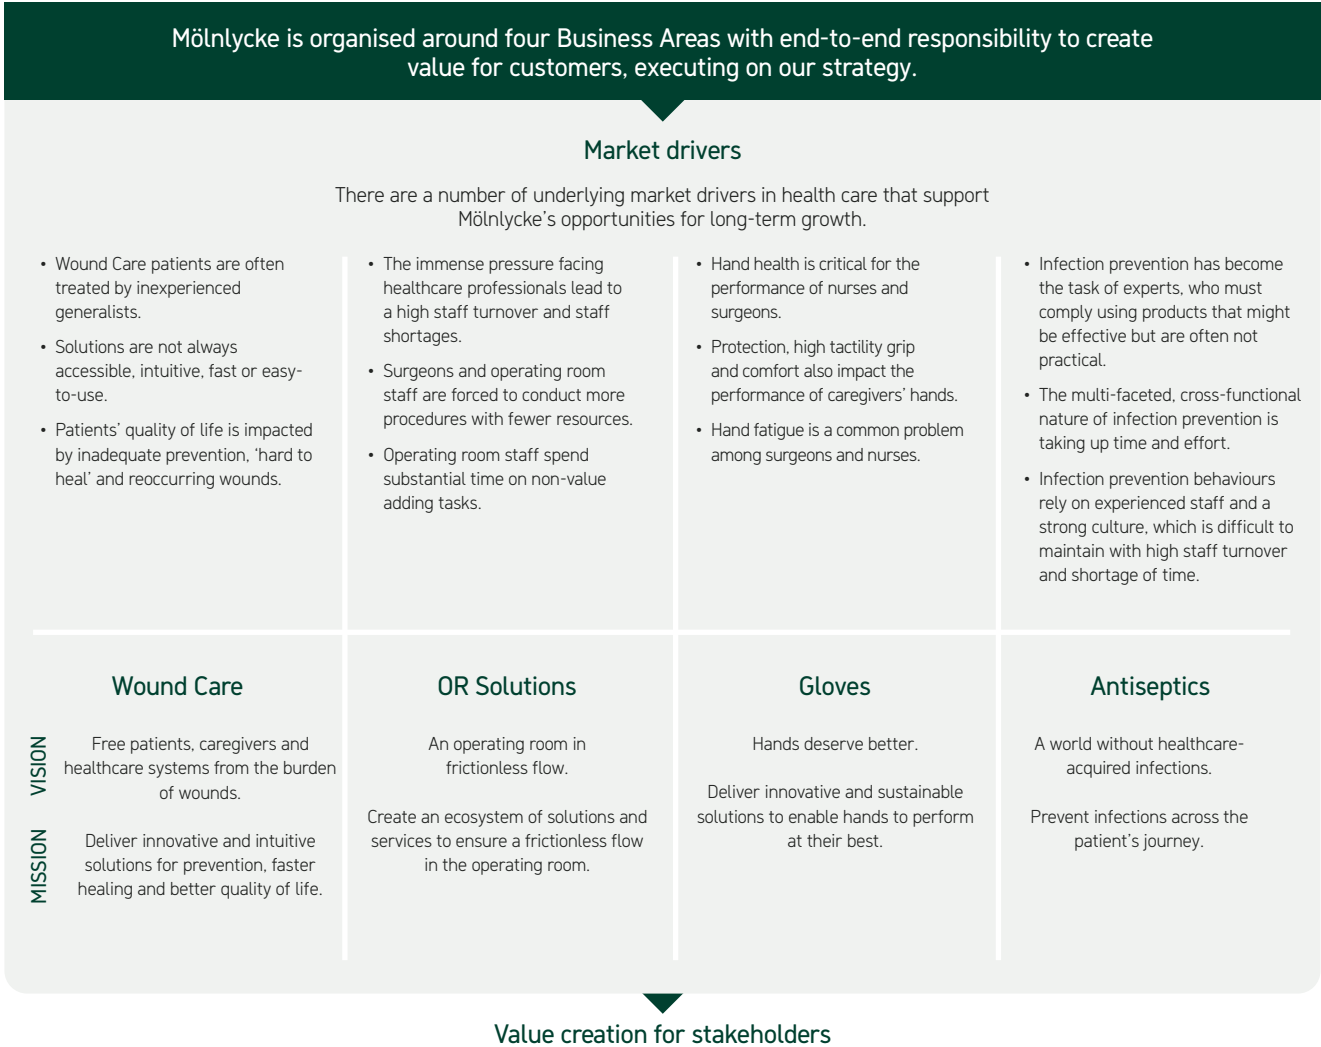 Mölnlycke is organised around four Business Areas with end-to-end responsibility to create
value for customers, executing on our strategy.
Market drivers
There are a number of underlying market drivers in health care that support
Mölnlycke's opportunities for long-term growth.
• Wound Care patients are often
treated by inexperienced
generalists.
• Solutions are not always
accessible, intuitive, fast or easy-
to-use.
• Patients' quality of life is impacted
by inadequate prevention, 'hard to
heal' and reoccurring wounds.
• The immense pressure facing
healthcare professionals lead to
a high staff turnover and staff
shortages.
• Surgeons and operating room
staff are forced to conduct more
procedures with fewer resources.
• Operating room staff spend
substantial time on non-value
adding tasks.
• Hand health is critical for the
performance of nurses and
surgeons.
• Protection, high tactility grip
and comfort also impact the
performance of caregivers' hands.
• Hand fatigue is a common problem
among surgeons and nurses.
• Infection prevention has become
the task of experts, who must
comply using products that might
be effective but are often not
practical.
• The multi-faceted, cross-functional
nature of infection prevention is
taking up time and effort.
• Infection prevention behaviours
rely on experienced staff and a
strong culture, which is difficult to
maintain with high staff turnover
and shortage of time.
Wound Care
VISION
Free patients, caregivers and
healthcare systems from the burden
of wounds.
MISSION
Deliver innovative and intuitive
solutions for prevention, faster
healing and better quality of life.
OR Solutions
An operating room in
frictionless flow.
Create an ecosystem of solutions and
services to ensure a frictionless flow
in the operating room.
Gloves
Hands deserve better.
Deliver innovative and sustainable
solutions to enable hands to perform
at their best.
Antiseptics
A world without healthcare-
acquired infections.
Prevent infections across the
patient's journey.
Value creation for stakeholders